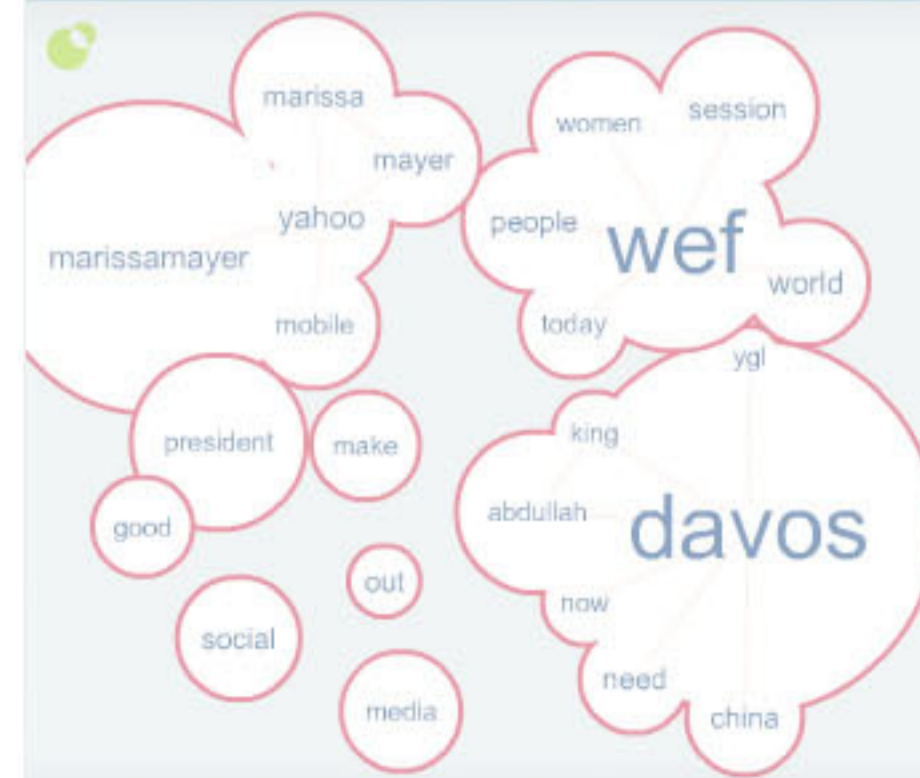 marissa
mayer
yahoo
marissamayer
mobile
women
session
people
wef
world
today
ygl
king
abdullah
davos
now
need
china
president
make
good
out
social
media